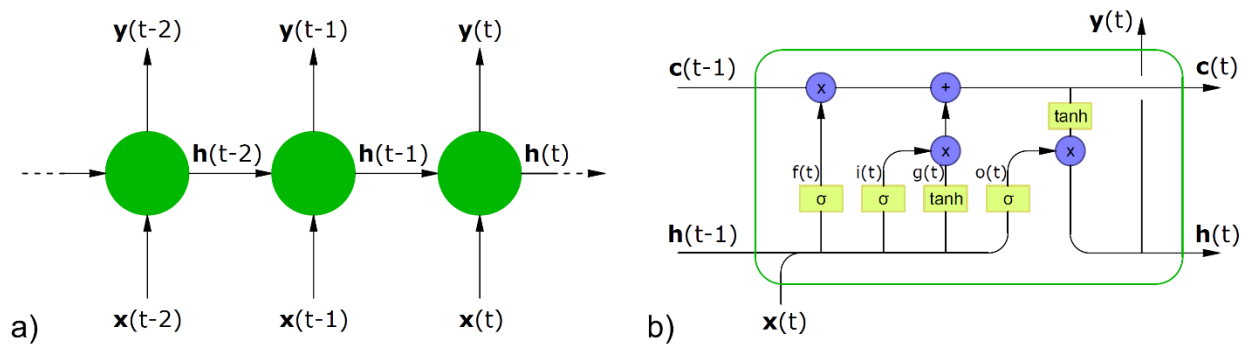 y(t-2) y(t-1) y(t)
h(t-2) h(t-1) h(t)
x(t-2) x(t-1) x(t)
a)
y(t)
c(t-1) c(t)
x +
tanh
x x
f(t) i(t) g(t) o(t)
σ σ tanh σ
h(t-1) h(t)
x(t)
b)